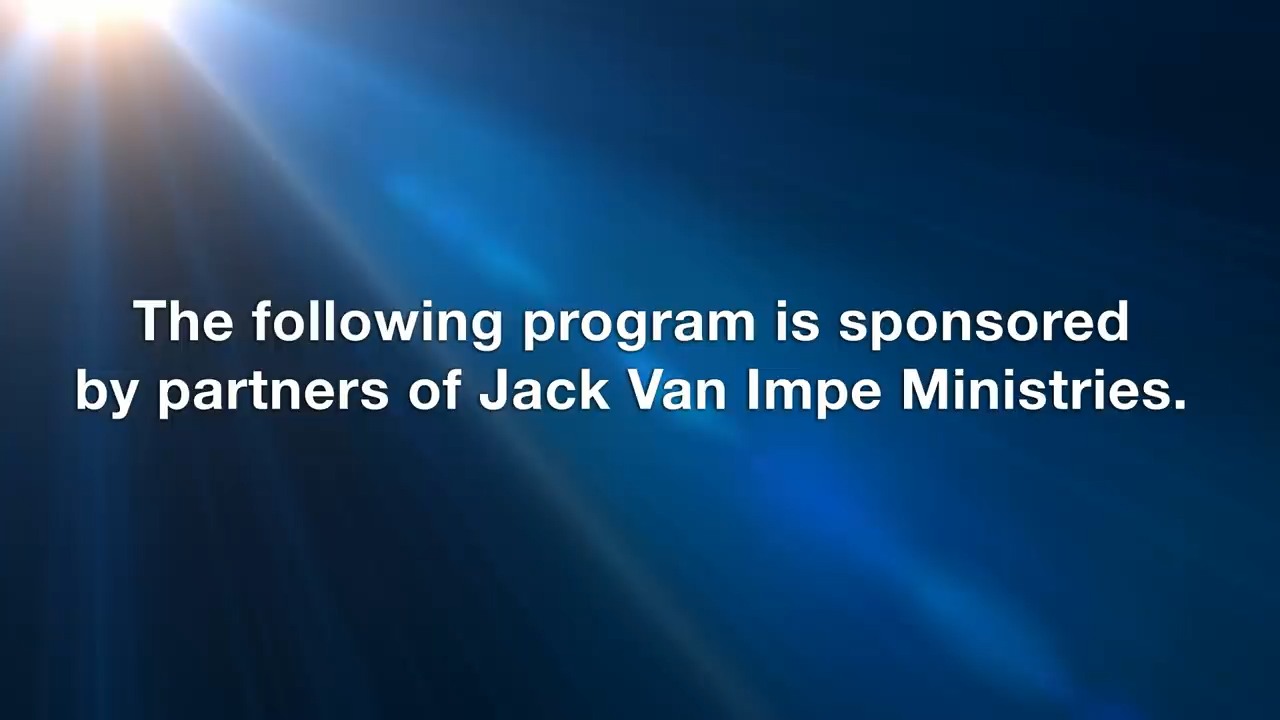 The following program is sponsored
by partners of Jack Van Impe Ministries.